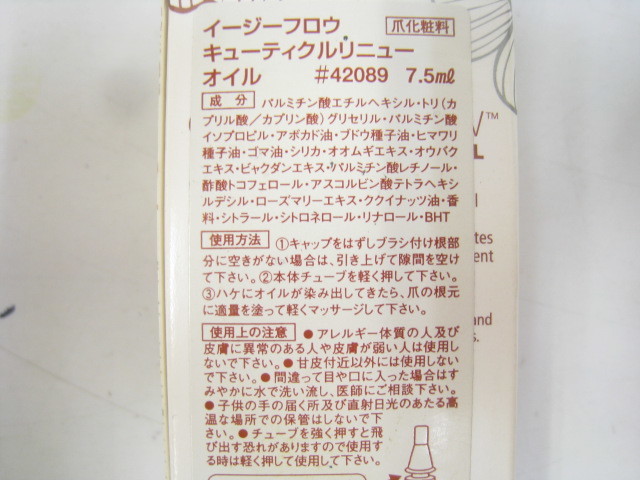 イージーフロウ 爪化粧料
キューティクルリニュー
オイル #42089 7.5ml
成分 パルミチン酸エチルヘキシル・トリ(カ
プリル酸/カプリン酸)グリセリル・パルミチン酸
イソプロピル・アボカド油・ブドウ種子油・ヒマワリ
種子油・ゴマ油・シリカ・オオムギエキス・オウバク
エキス・ビャクダンエキス・パルミチン酸レチノール・
酢酸トコフェロール・アスコルビン酸テトラヘキシ
ルデシル・ローズマリーエキス・ククイナッツ油・香
料・シトラール・シトロネロール・リナロール・BHT
使用方法 ①キャップをはずしブラシ付け根部
分に空きがない場合は、引き上げて隙間を空け
て下さい。②本体チューブを軽く押して下さい。
③ハケにオイルが染み出してきたら、爪の根元
に適量を塗って軽くマッサージして下さい。
使用上の注意 ●アレルギー体質の人及び
皮膚に異常のある人や皮膚が弱い人は使用し
ないで下さい。●甘皮付近以外には使用しない
で下さい。●間違って目や口に入った場合はす
みやかに水で洗い流し、医師にご相談下さい。
●子供の手の届く所及び直射日光のあたる高
温な場所での保管はしないで下
さい。●チューブを強く押すと飛
び出す恐れがありますので使用す
る時は軽く押して使用して下さい。
V™
L
tes
ent
and
s.